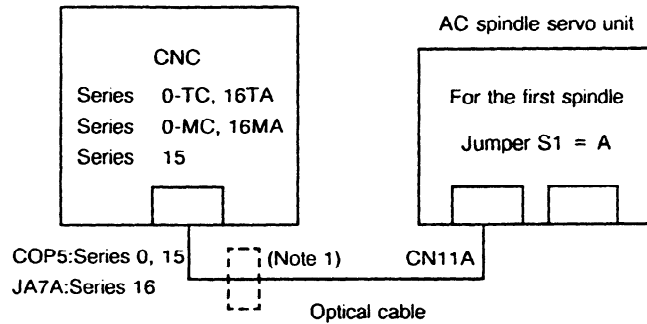 AC spindle servo unit
CNC
Series 0-TC, 16TA
Series 0-MC, 16MA
Series 15
For the first spindle
Jumper S1 = A
COP5:Series 0, 15
JA7A:Series 16
(Note 1)
CN11A
Optical cable